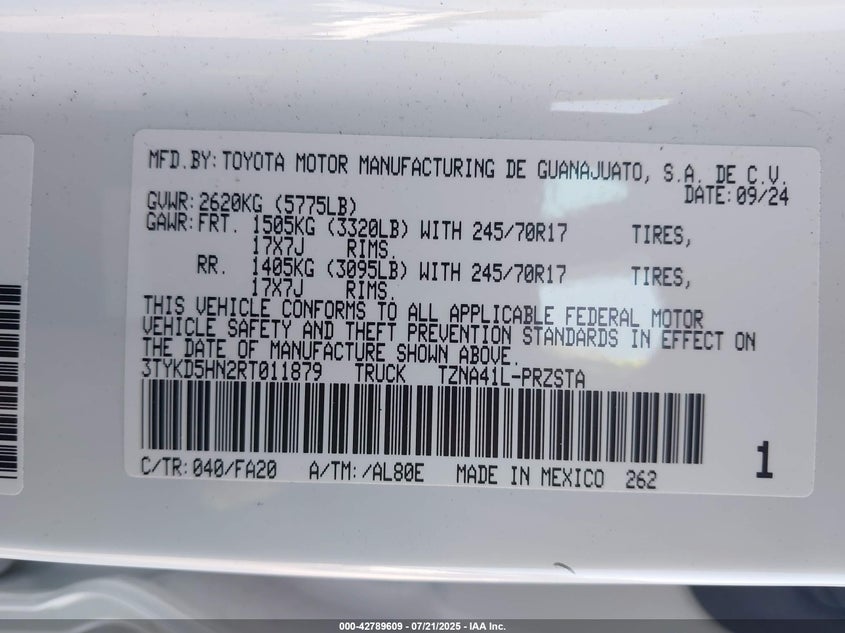 MFD.BY:TOYOTA MOTOR MANUFACTURING DE GUANAJUATO, S.A. DE C.V.
DATE:09/24
GVWR:2620KG (5775LB)
GAWR:FRT. 1505KG (3320LB) WITH 245/70R17 TIRES,
17X7J RIMS.
RR. 1405KG (3095LB) WITH 245/70R17 TIRES,
17X7J RIMS.
THIS VEHICLE CONFORMS TO ALL APPLICABLE FEDERAL MOTOR
VEHICLE SAFETY AND THEFT PREVENTION STANDARDS IN EFFECT ON
THE DATE OF MANUFACTURE SHOWN ABOVE.
3TYKD5HN2RT011879 TRUCK TZNA41L-PRZSTA
C/TR:040/FA20 A/TM:/AL80E MADE IN MEXICO 262
1
000-42789609 - 07/21/2025 - IAA Inc.